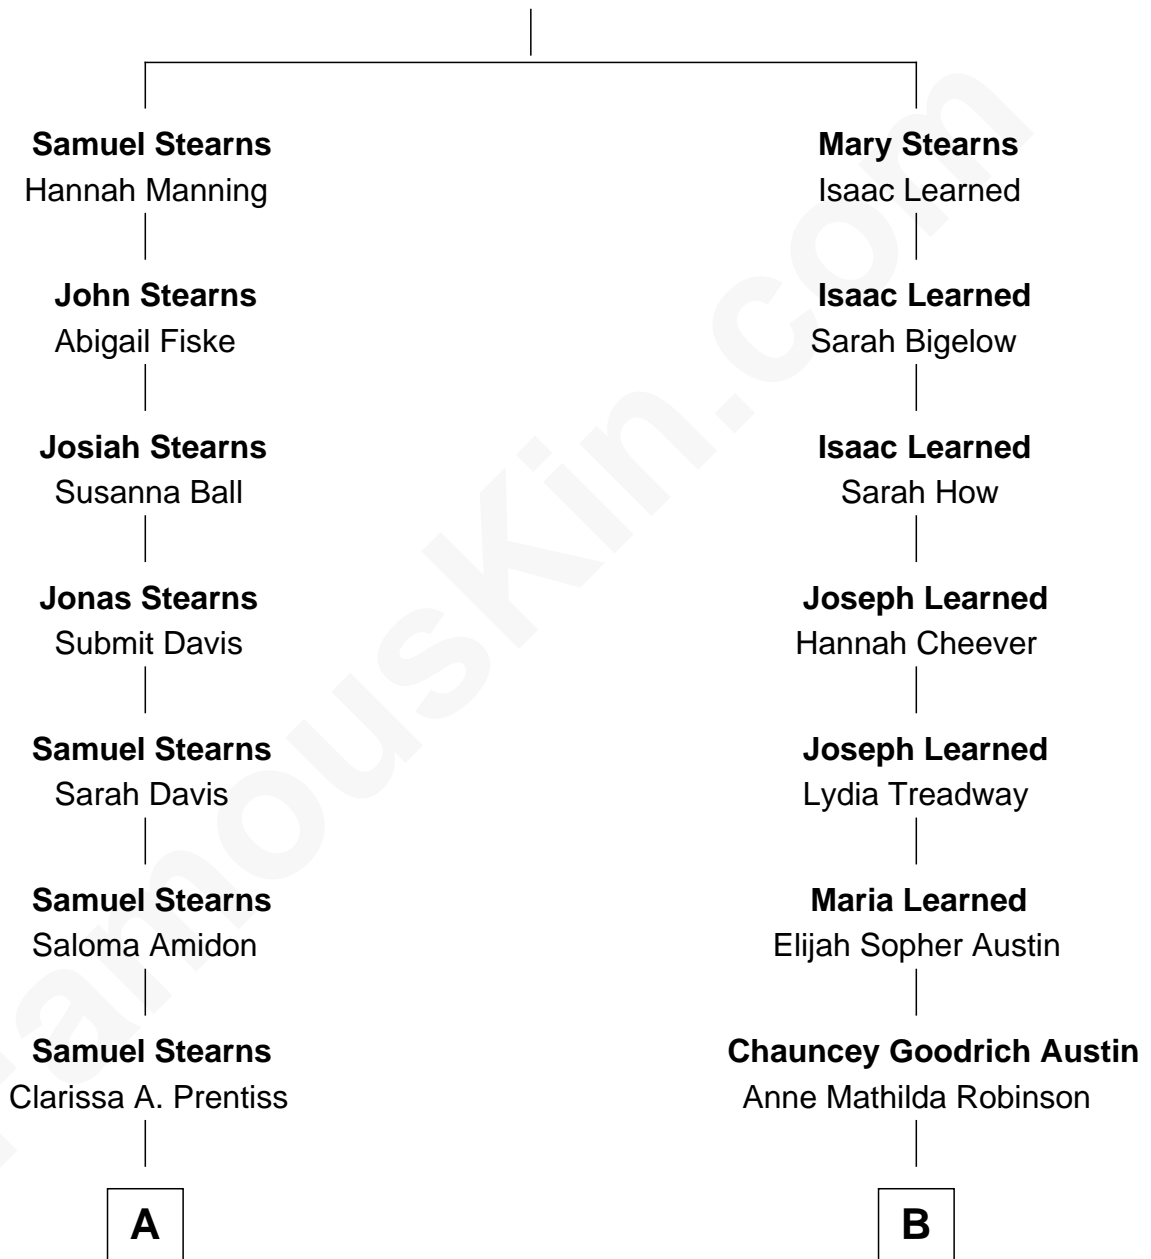 Samuel Stearns
Hannah Manning
John Stearns
Abigail Fiske
Josiah Stearns
Susanna Ball
Jonas Stearns
Submit Davis
Samuel Stearns
Sarah Davis
Samuel Stearns
Saloma Amidon
Samuel Stearns
Clarissa A. Prentiss
A
Mary Stearns
Isaac Learned
Isaac Learned
Sarah Bigelow
Isaac Learned
Sarah How
Joseph Learned
Hannah Cheever
Joseph Learned
Lydia Treadway
Maria Learned
Elijah Sopher Austin
Chauncey Goodrich Austin
Anne Mathilda Robinson
B
FamousKin.com